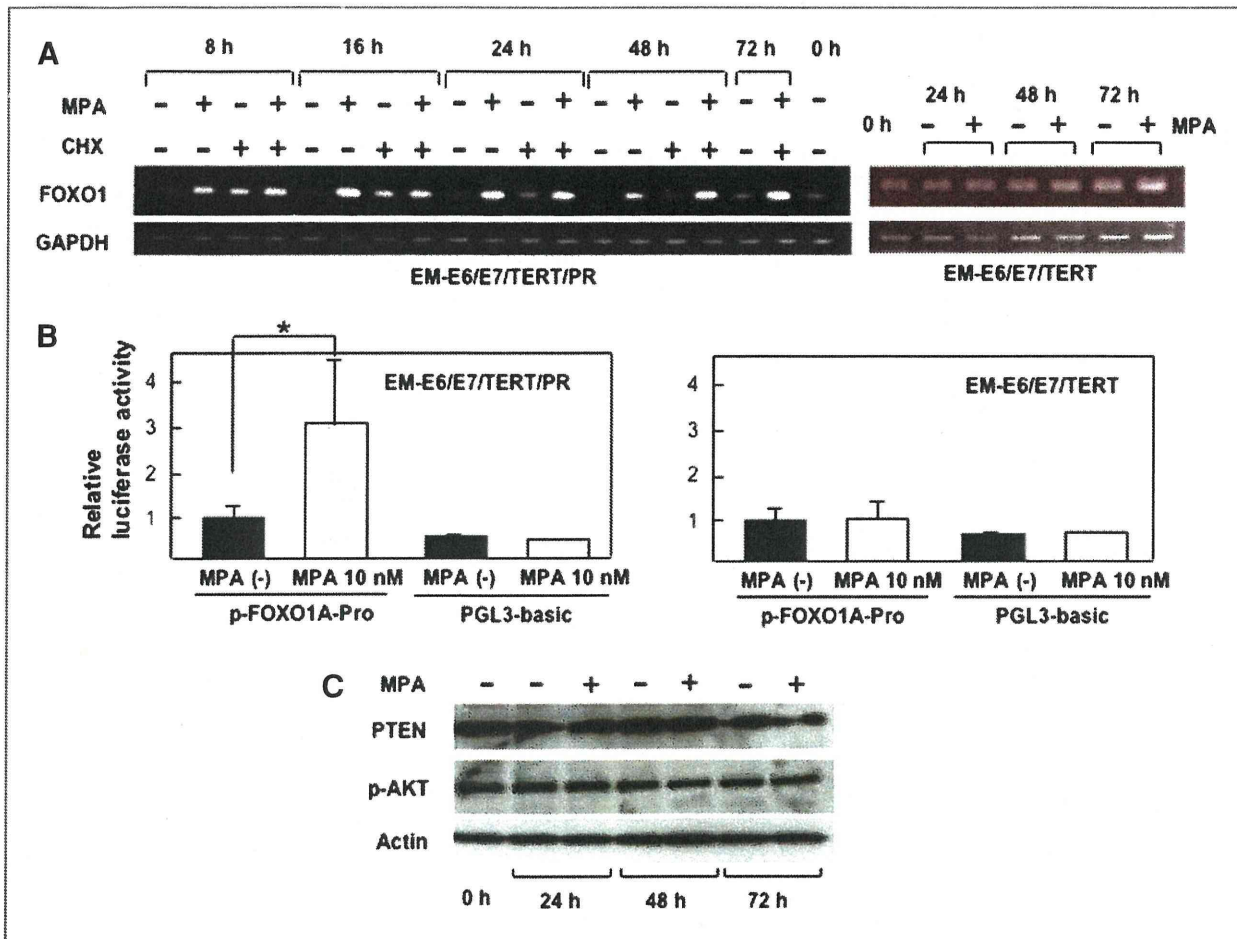 A
8 h 16 h 24 h 48 h 72 h 0 h
MPA - + - + - + - + - + - + - + - + - + -
CHX - - + + - - + + - - + + - - + + - + -
FOXO1
GAPDH
EM-E6/E7/TERT/PR
24 h 48 h 72 h
0 h - + - + - + MPA
EM-E6/E7/TERT
B
Relative
luciferase activity
4
3
2
1
*
EM-E6/E7/TERT/PR
MPA (-) MPA 10 nM MPA (-) MPA 10 nM
p-FOXO1A-Pro PGL3-basic
4
3
2
1
EM-E6/E7/TERT
MPA (-) MPA 10 nM MPA (-) MPA 10 nM
p-FOXO1A-Pro PGL3-basic
C
MPA - - + - + - +
PTEN
p-AKT
Actin
0 h 24 h 48 h 72 h